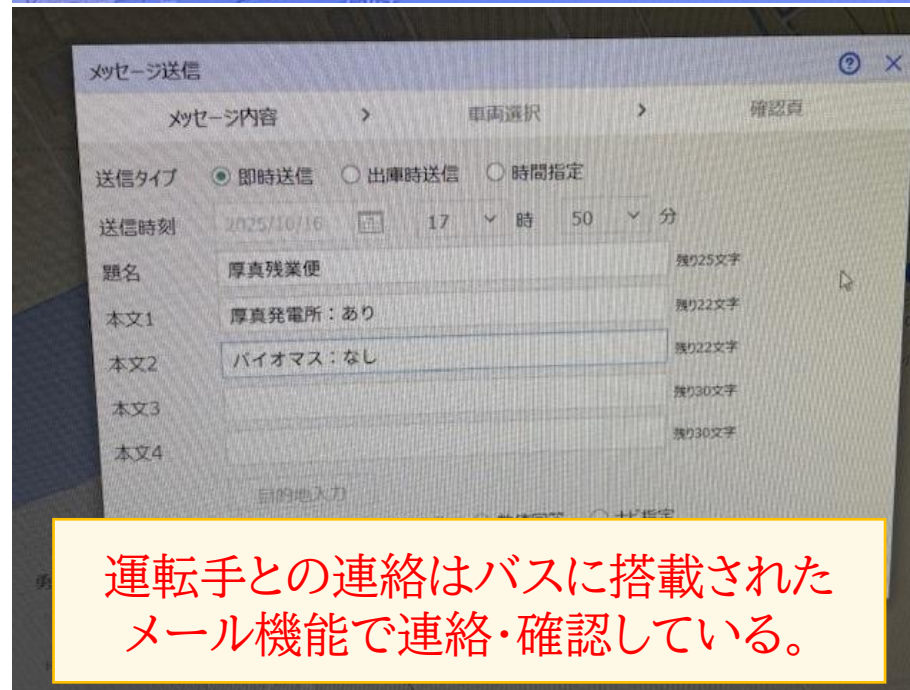 メッセージ送信
メッセージ内容 > 車両選択 > 確認頁
送信タイプ 即時送信 出庫時送信 時間指定
送信時刻 2025/10/16 17 時 50 分
題名 厚真残業便 残り25文字
本文1 厚真発電所：あり 残り22文字
本文2 バイオマス：なし 残り22文字
本文3 残り30文字
本文4 残り30文字
目的地入力
ナビ指定
運転手との連絡はバスに搭載された
メール機能で連絡・確認している。